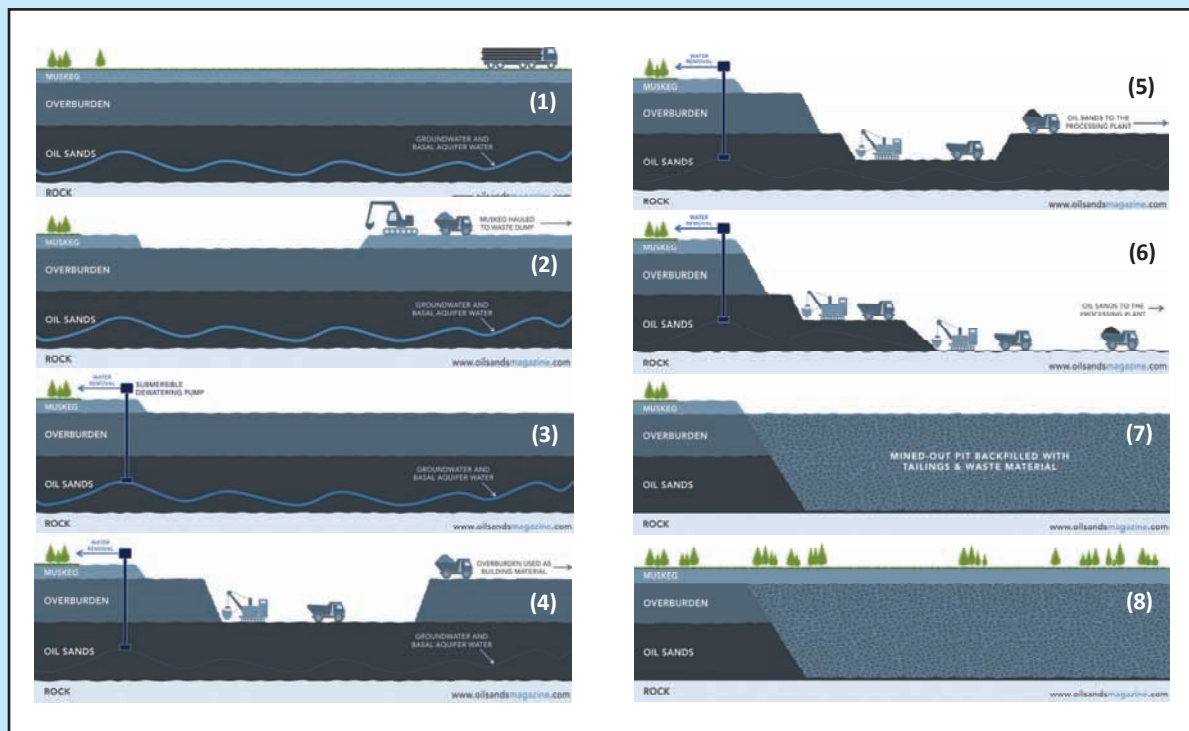 MUSKEG
OVERBURDEN
(1)
GROUNDWATER AND
BASAL AQUIFER WATER
OIL SANDS
ROCK
www.oilsandsmagazine.com
MUSKEG HAULED
TO WASTE DUMP
MUSKEG
OVERBURDEN
(2)
GROUNDWATER AND
BASAL AQUIFER WATER
OIL SANDS
ROCK
www.oilsandsmagazine.com
WATER
REMOVAL
SUBMERSIBLE
DEWATERING PUMP
MUSKEG
OVERBURDEN
(3)
GROUNDWATER AND
BASAL AQUIFER WATER
OIL SANDS
ROCK
www.oilsandsmagazine.com
WATER
REMOVAL
OVERBURDEN USED AS
BUILDING MATERIAL
MUSKEG
OVERBURDEN
(4)
GROUNDWATER AND
BASAL AQUIFER WATER
OIL SANDS
ROCK
www.oilsandsmagazine.com
WATER
REMOVAL
(5)
MUSKEG
OVERBURDEN
OIL SANDS TO THE
PROCESSING PLANT
OIL SANDS
ROCK
www.oilsandsmagazine.com
WATER
REMOVAL
(6)
MUSKEG
OVERBURDEN
OIL SANDS TO THE
PROCESSING PLANT
OIL SANDS
ROCK
www.oilsandsmagazine.com
MUSKEG
OVERBURDEN
(7)
MINED-OUT PIT BACKFILLED WITH
TAILINGS & WASTE MATERIAL
OIL SANDS
ROCK
www.oilsandsmagazine.com
MUSKEG
OVERBURDEN
(8)
OIL SANDS
ROCK
www.oilsandsmagazine.com